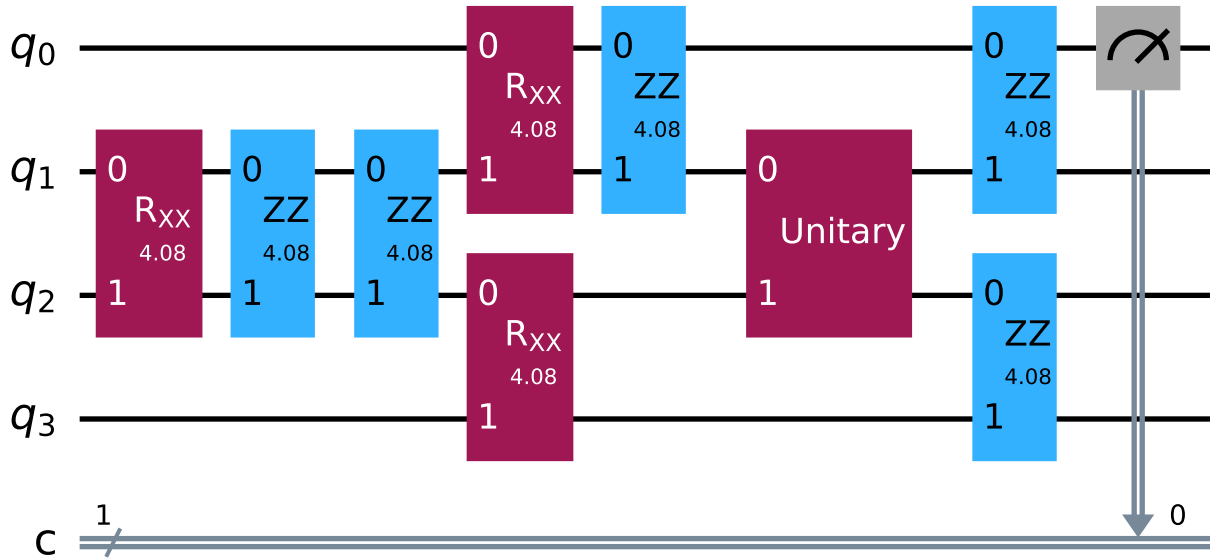 q0 0 0 0
RXX ZZ ZZ
4.08 4.08 4.08
q1 0 0 0 1 1 0 1
RXX ZZ ZZ Unitary
4.08 4.08 4.08
q2 1 1 1 0 1 0
RXX ZZ
4.08 4.08
q3 1 1
1 0
c